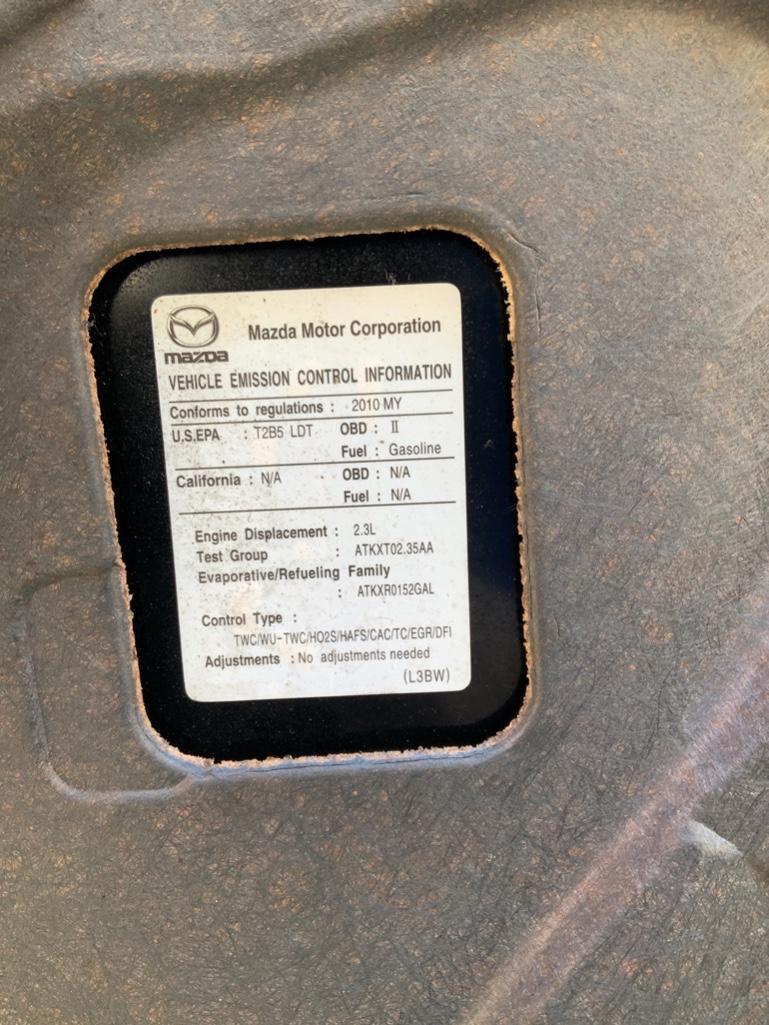 mazda
Mazda Motor Corporation
VEHICLE EMISSION CONTROL INFORMATION
Conforms to regulations : 2010 MY
U.S.EPA : T2B5 LDT OBD : II
Fuel : Gasoline
California : N/A OBD : N/A
Fuel : N/A
Engine Displacement : 2.3L
Test Group : ATKXT02.35AA
Evaporative/Refueling Family
: ATKXR0152GAL
Control Type :
TWC/WU-TWC/HO2S/HAFS/CAC/TC/EGR/DFI
Adjustments : No adjustments needed
(L3BW)